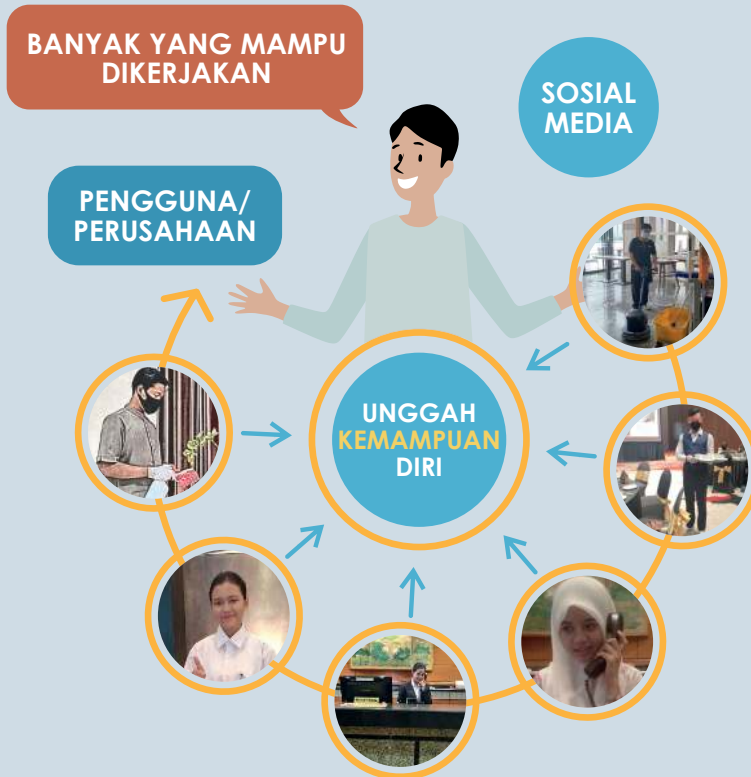 BANYAK YANG MAMPU
DIKERJAKAN
SOSIAL
MEDIA
PENGGUNA/
PERUSAHAAN
UNGGAH
KEMAMPUAN
DIRI